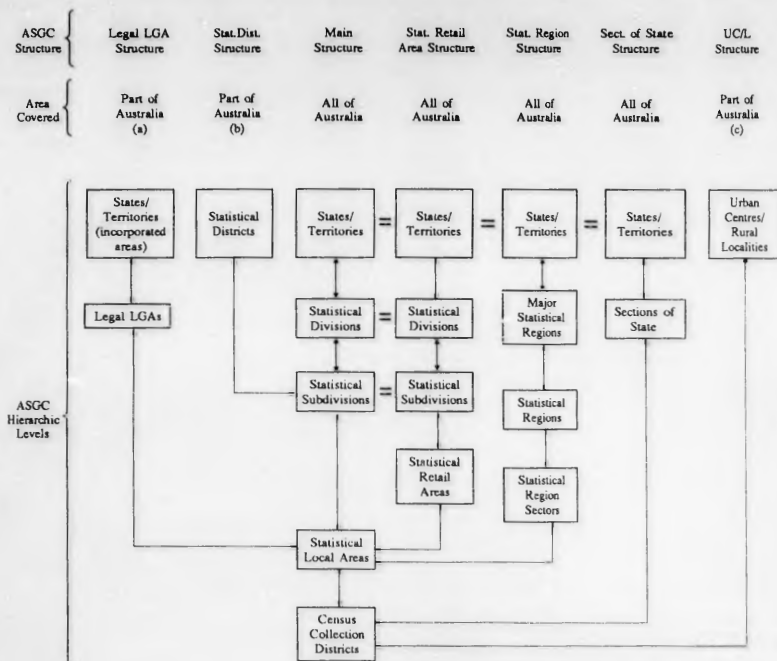 ASGC
Structure
Legal LGA
Structure
Stat.Dist.
Structure
Main
Structure
Stat. Retail
Area Structure
Stat. Region
Structure
Sect. of State
Structure
UC/L
Structure
Area
Covered
Part of
Australia
(a)
Part of
Australia
(b)
All of
Australia
All of
Australia
All of
Australia
All of
Australia
Part of
Australia
(c)
ASGC
Hierarchic
Levels
States/
Territories
(incorporated
areas)
Statistical
Districts
States/
Territories
=
States/
Territories
=
States/
Territories
=
States/
Territories
Urban
Centres/
Rural
Localities
Legal LGAs
Statistical
Divisions
=
Statistical
Divisions
Major
Statistical
Regions
Sections of
State
Statistical
Subdivisions
=
Statistical
Subdivisions
Statistical
Regions
Statistical
Retail
Areas
Statistical
Region
Sectors
Statistical
Local Areas
Census
Collection
Districts